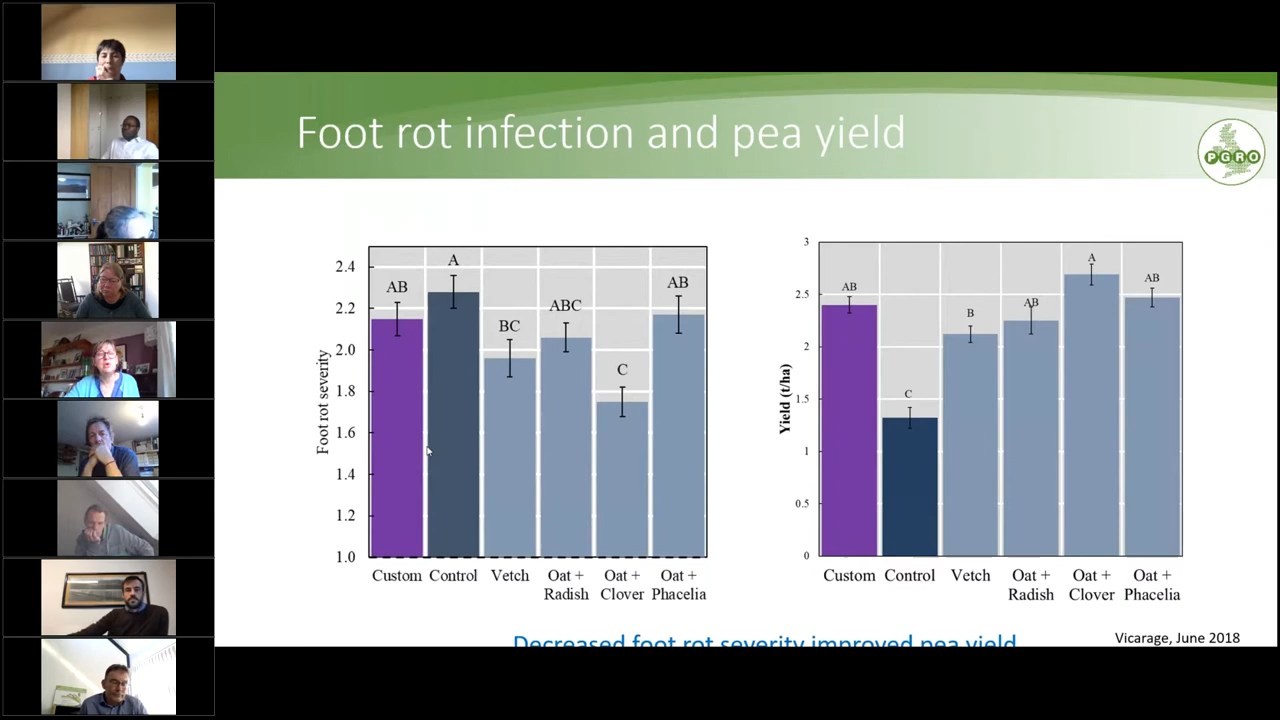 Foot rot infection and pea yield
PGRO
Foot rot severity
2.4
2.2
2.0
1.8
1.6
1.4
1.2
1.0
AB
A
BC
ABC
C
AB
Custom
Control
Vetch
Oat +
Radish
Oat +
Clover
Oat +
Phacelia
Yield (t/ha)
3
2.5
2
1.5
1
0.5
0
AB
C
B
AB
A
AB
Custom
Control
Vetch
Oat +
Radish
Oat +
Clover
Oat +
Phacelia
Decreased foot rot severity improved pea yield
Vicarage, June 2018